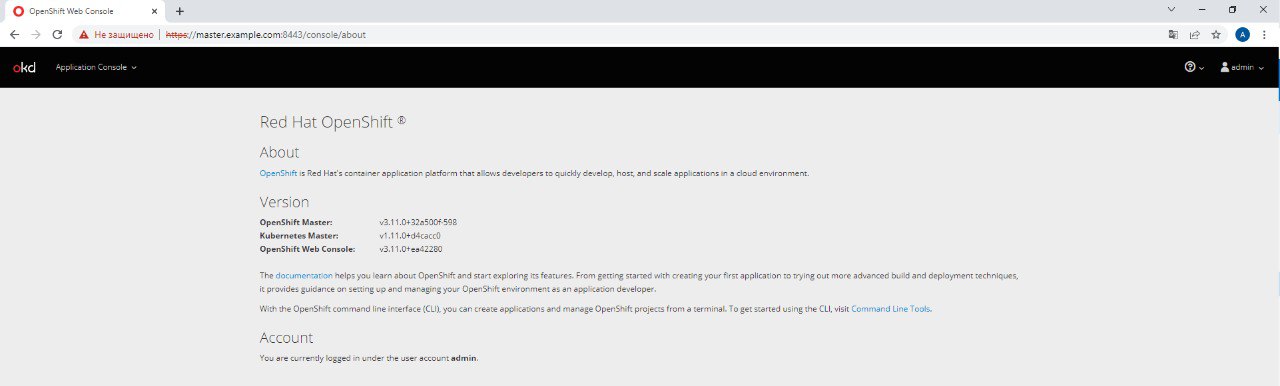 OpenShift Web Console
Не защищено https://master.example.com:8443/console/about
A
okd Application Console admin
Red Hat OpenShift ®
About
OpenShift is Red Hat's container application platform that allows developers to quickly develop, host, and scale applications in a cloud environment.
Version
OpenShift Master: v3.11.0+32a500f-598
Kubernetes Master: v1.11.0+d4cacc0
OpenShift Web Console: v3.11.0+ea42280
The documentation helps you learn about OpenShift and start exploring its features. From getting started with creating your first application to trying out more advanced build and deployment techniques,
it provides guidance on setting up and managing your OpenShift environment as an application developer.
With the OpenShift command line interface (CLI), you can create applications and manage OpenShift projects from a terminal. To get started using the CLI, visit Command Line Tools.
Account
You are currently logged in under the user account admin.